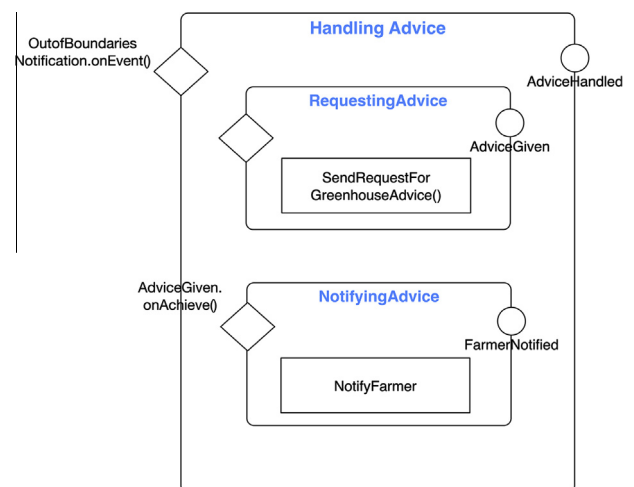 Handling Advice
OutofBoundaries
Notification.onEvent()
AdviceHandled
RequestingAdvice
AdviceGiven
SendRequestFor
GreenhouseAdvice()
AdviceGiven.
onAchieve()
NotifyingAdvice
FarmerNotified
NotifyFarmer